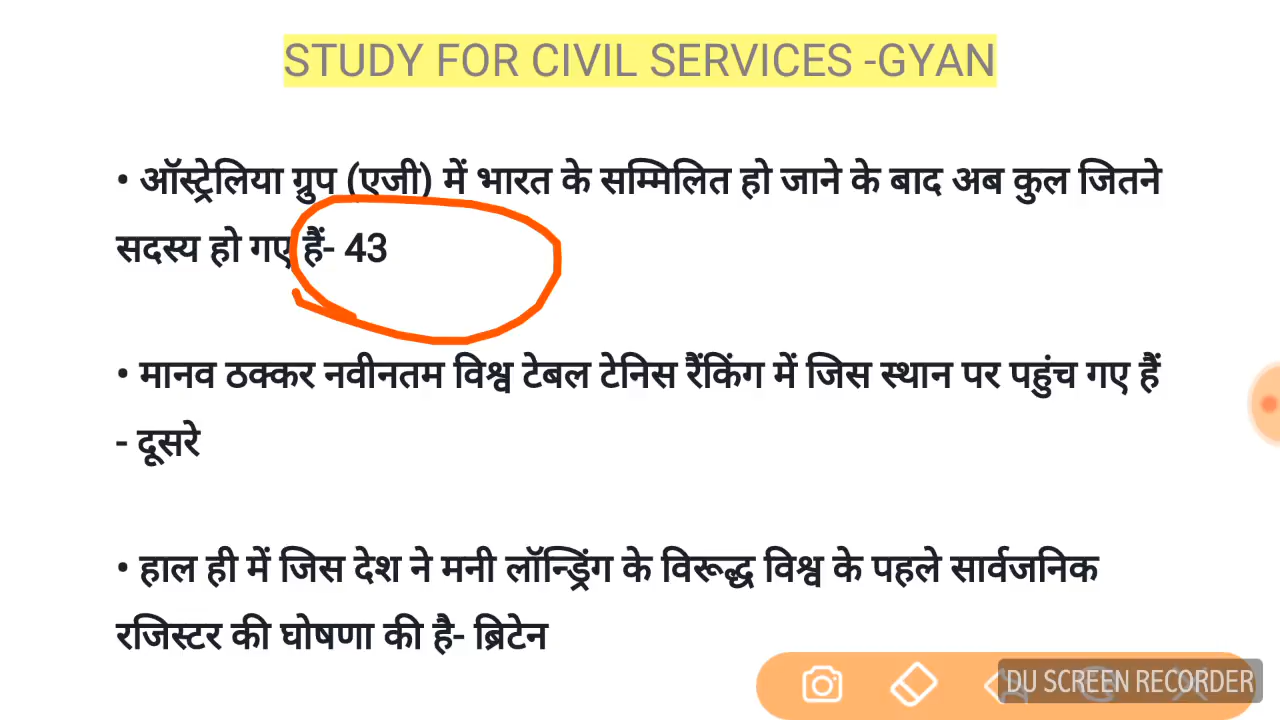 STUDY FOR CIVIL SERVICES -GYAN
• ऑस्ट्रेलिया ग्रुप (एजी) में भारत के सम्मिलित हो जाने के बाद अब कुल जितने
सदस्य हो गए हैं- 43
• मानव ठक्कर नवीनतम विश्व टेबल टेनिस रैंकिंग में जिस स्थान पर पहुंच गए हैं
- दूसरे
• हाल ही में जिस देश ने मनी लॉन्ड्रिंग के विरूद्ध विश्व के पहले सार्वजनिक
रजिस्टर की घोषणा की है- ब्रिटेन
DU SCREEN RECORDER